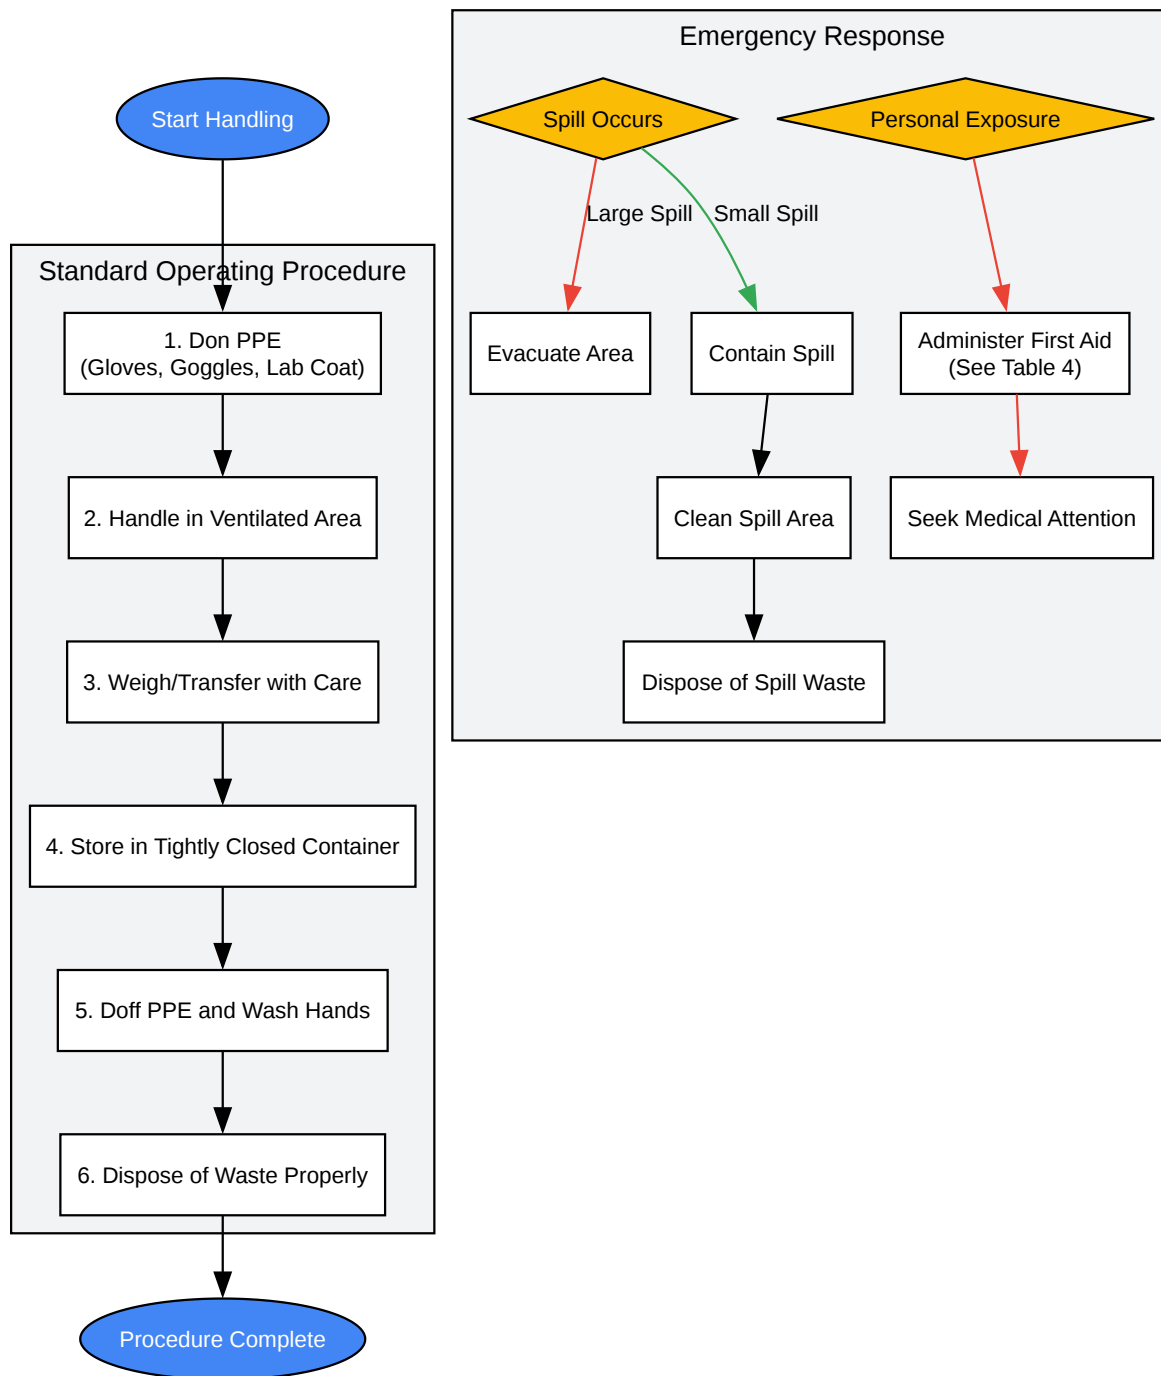 Start Handling
Standard Operating Procedure
1. Don PPE
(Gloves, Goggles, Lab Coat)
2. Handle in Ventilated Area
3. Weigh/Transfer with Care
4. Store in Tightly Closed Container
5. Doff PPE and Wash Hands
6. Dispose of Waste Properly
Procedure Complete
Emergency Response
Spill Occurs
Personal Exposure
Large Spill
Small Spill
Evacuate Area
Contain Spill
Administer First Aid
(See Table 4)
Clean Spill Area
Seek Medical Attention
Dispose of Spill Waste